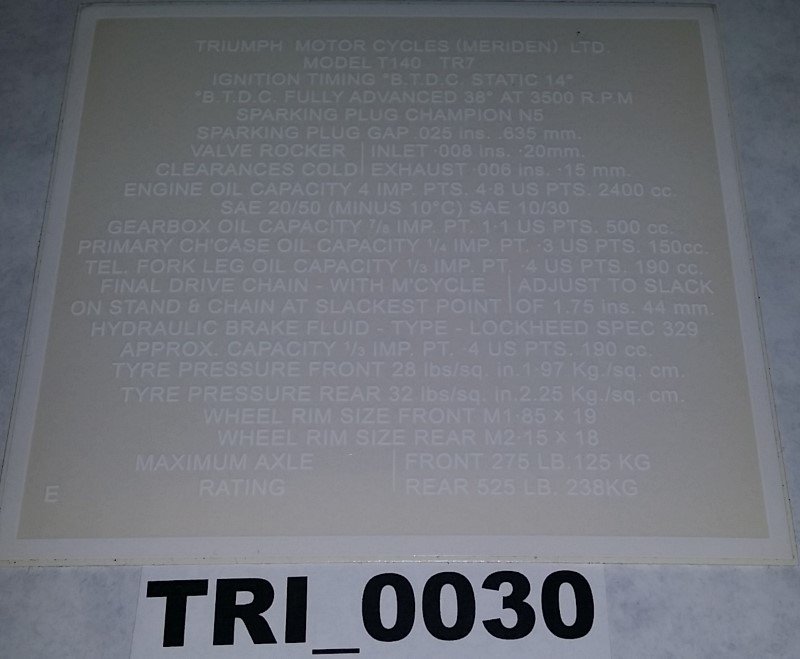 TRIUMPH MOTOR CYCLES (MERIDEN) LTD.
MODEL T140 TR7
IGNITION TIMING °B.T.D.C. STATIC 14°
°B.T.D.C. FULLY ADVANCED 38° AT 3500 R.P.M
SPARKING PLUG CHAMPION N5
SPARKING PLUG GAP .025 ins. .635 mm.
VALVE ROCKER | INLET ·008 ins. ·20mm.
CLEARANCES COLD | EXHAUST ·006 ins. ·15 mm.
ENGINE OIL CAPACITY 4 IMP. PTS. 4·8 US PTS. 2400 cc.
SAE 20/50 (MINUS 10°C) SAE 10/30
GEARBOX OIL CAPACITY ⅞ IMP. PT. 1·1 US PTS. 500 cc.
PRIMARY CH'CASE OIL CAPACITY ¼ IMP. PT. ·3 US PTS. 150cc.
TEL. FORK LEG OIL CAPACITY ⅓ IMP. PT. ·4 US PTS. 190 cc.
FINAL DRIVE CHAIN - WITH M'CYCLE | ADJUST TO SLACK
ON STAND & CHAIN AT SLACKEST POINT | OF 1.75 ins. 44 mm.
HYDRAULIC BRAKE FLUID - TYPE - LOCKHEED SPEC 329
APPROX. CAPACITY ⅓ IMP. PT. ·4 US PTS. 190 cc.
TYRE PRESSURE FRONT 28 lbs/sq. in.1·97 Kg./sq. cm.
TYRE PRESSURE REAR 32 lbs/sq. in.2.25 Kg./sq. cm.
WHEEL RIM SIZE FRONT M1·85 x 19
WHEEL RIM SIZE REAR M2·15 x 18
MAXIMUM AXLE | FRONT 275 LB.125 KG
RATING | REAR 525 LB. 238KG
E
TRI_0030